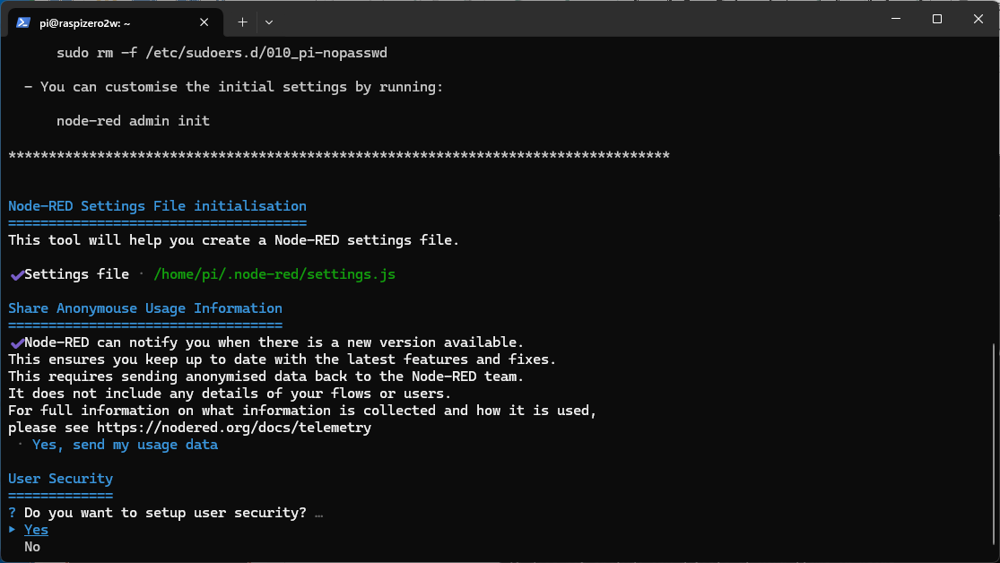 pi@raspizero2w: ~
sudo rm -f /etc/sudoers.d/010_pi-nopasswd
- You can customise the initial settings by running:
node-red admin init
**********************************************************************************
Node-RED Settings File initialisation
=====================================
This tool will help you create a Node-RED settings file.
✔Settings file · /home/pi/.node-red/settings.js
Share Anonymouse Usage Information
==================================
✔Node-RED can notify you when there is a new version available.
This ensures you keep up to date with the latest features and fixes.
This requires sending anonymised data back to the Node-RED team.
It does not include any details of your flows or users.
For full information on what information is collected and how it is used,
please see https://nodered.org/docs/telemetry
· Yes, send my usage data
User Security
=============
? Do you want to setup user security? …
▸ Yes
No